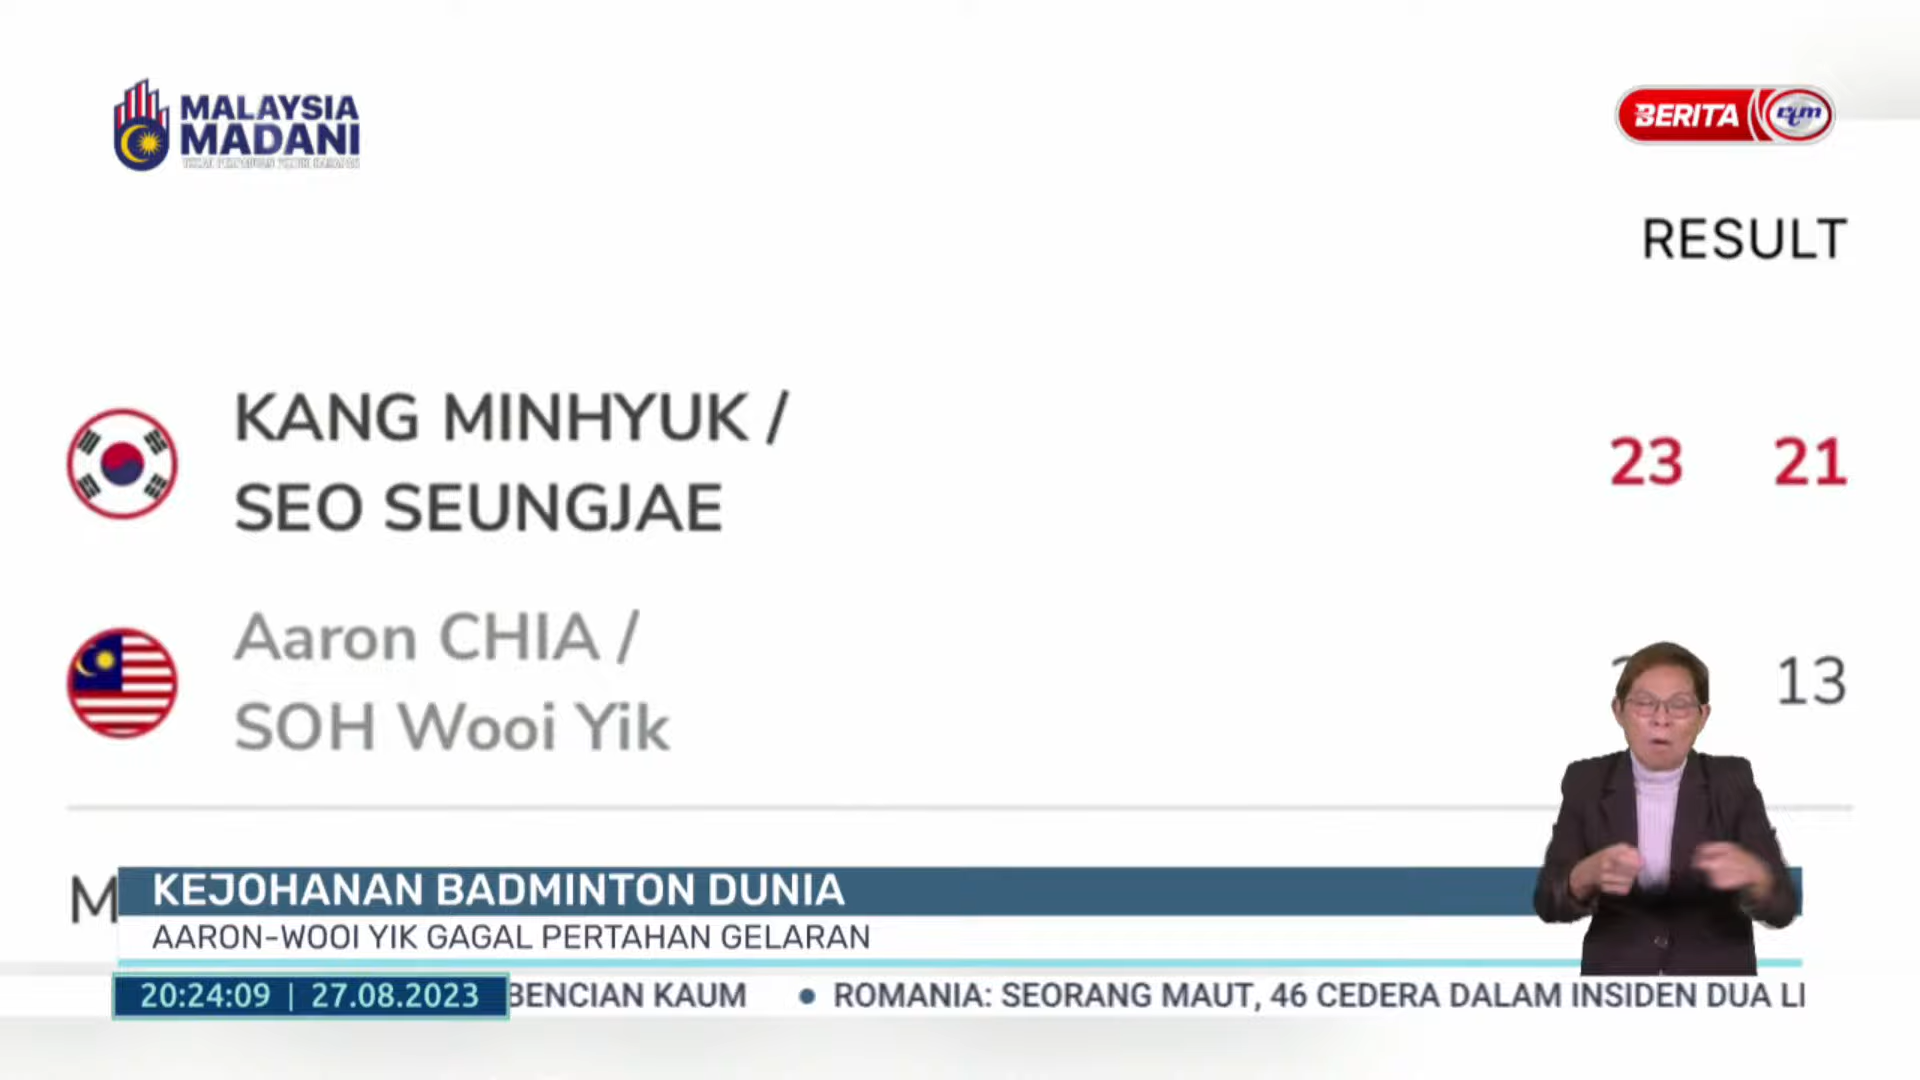 MALAYSIA
MADANI
BERITA rtm
RESULT
KANG MINHYUK /
SEO SEUNGJAE
23 21
Aaron CHIA /
SOH Wooi Yik
13
M
KEJOHANAN BADMINTON DUNIA
AARON-WOOI YIK GAGAL PERTAHAN GELARAN
20:24:09 | 27.08.2023
BENCIAN KAUM • ROMANIA: SEORANG MAUT, 46 CEDERA DALAM INSIDEN DUA LI